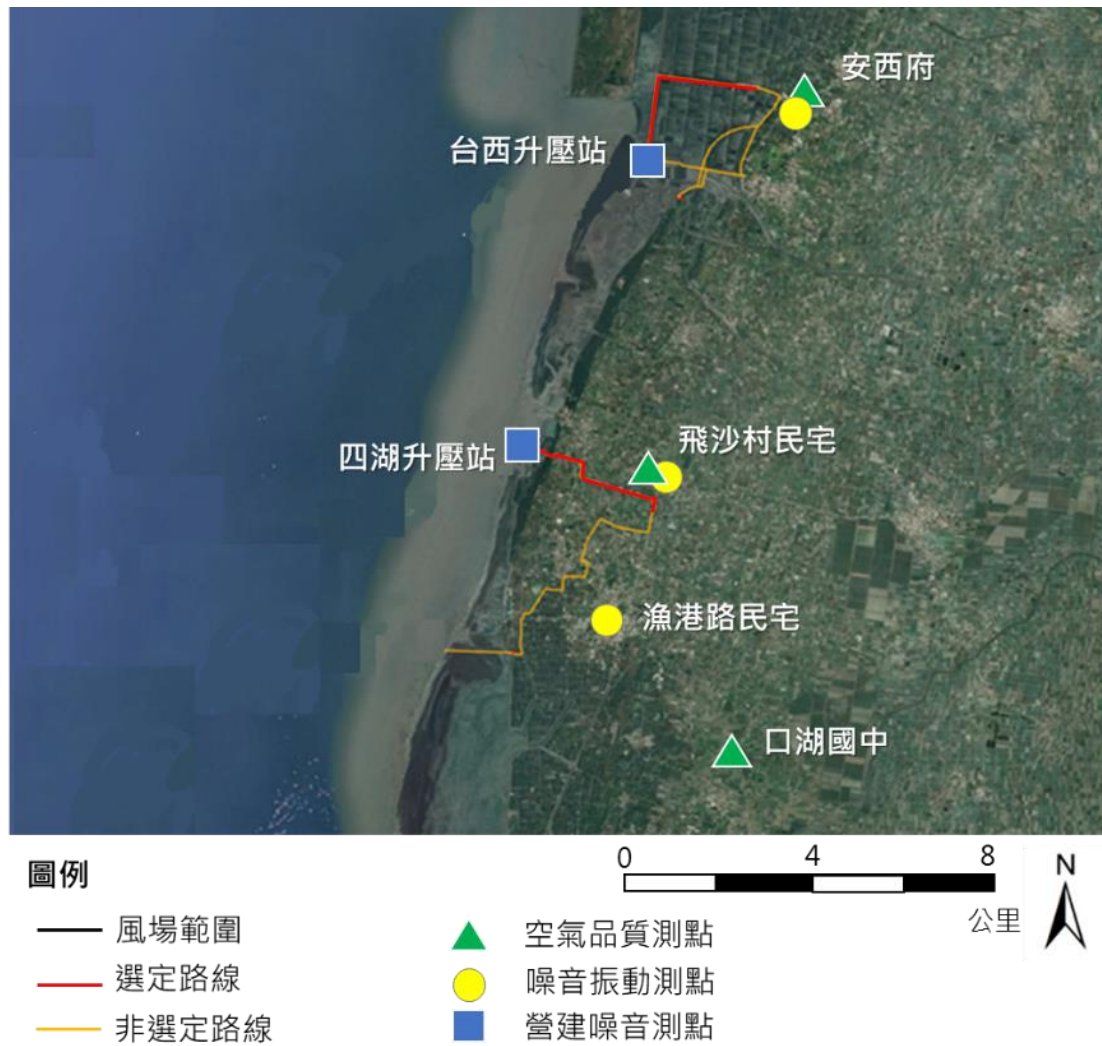 安西府
台西升壓站
飛沙村民宅
四湖升壓站
漁港路民宅
口湖國中
圖例
0 4 8
N
公里
風場範圍
空氣品質測點
選定路線
噪音振動測點
非選定路線
營建噪音測點